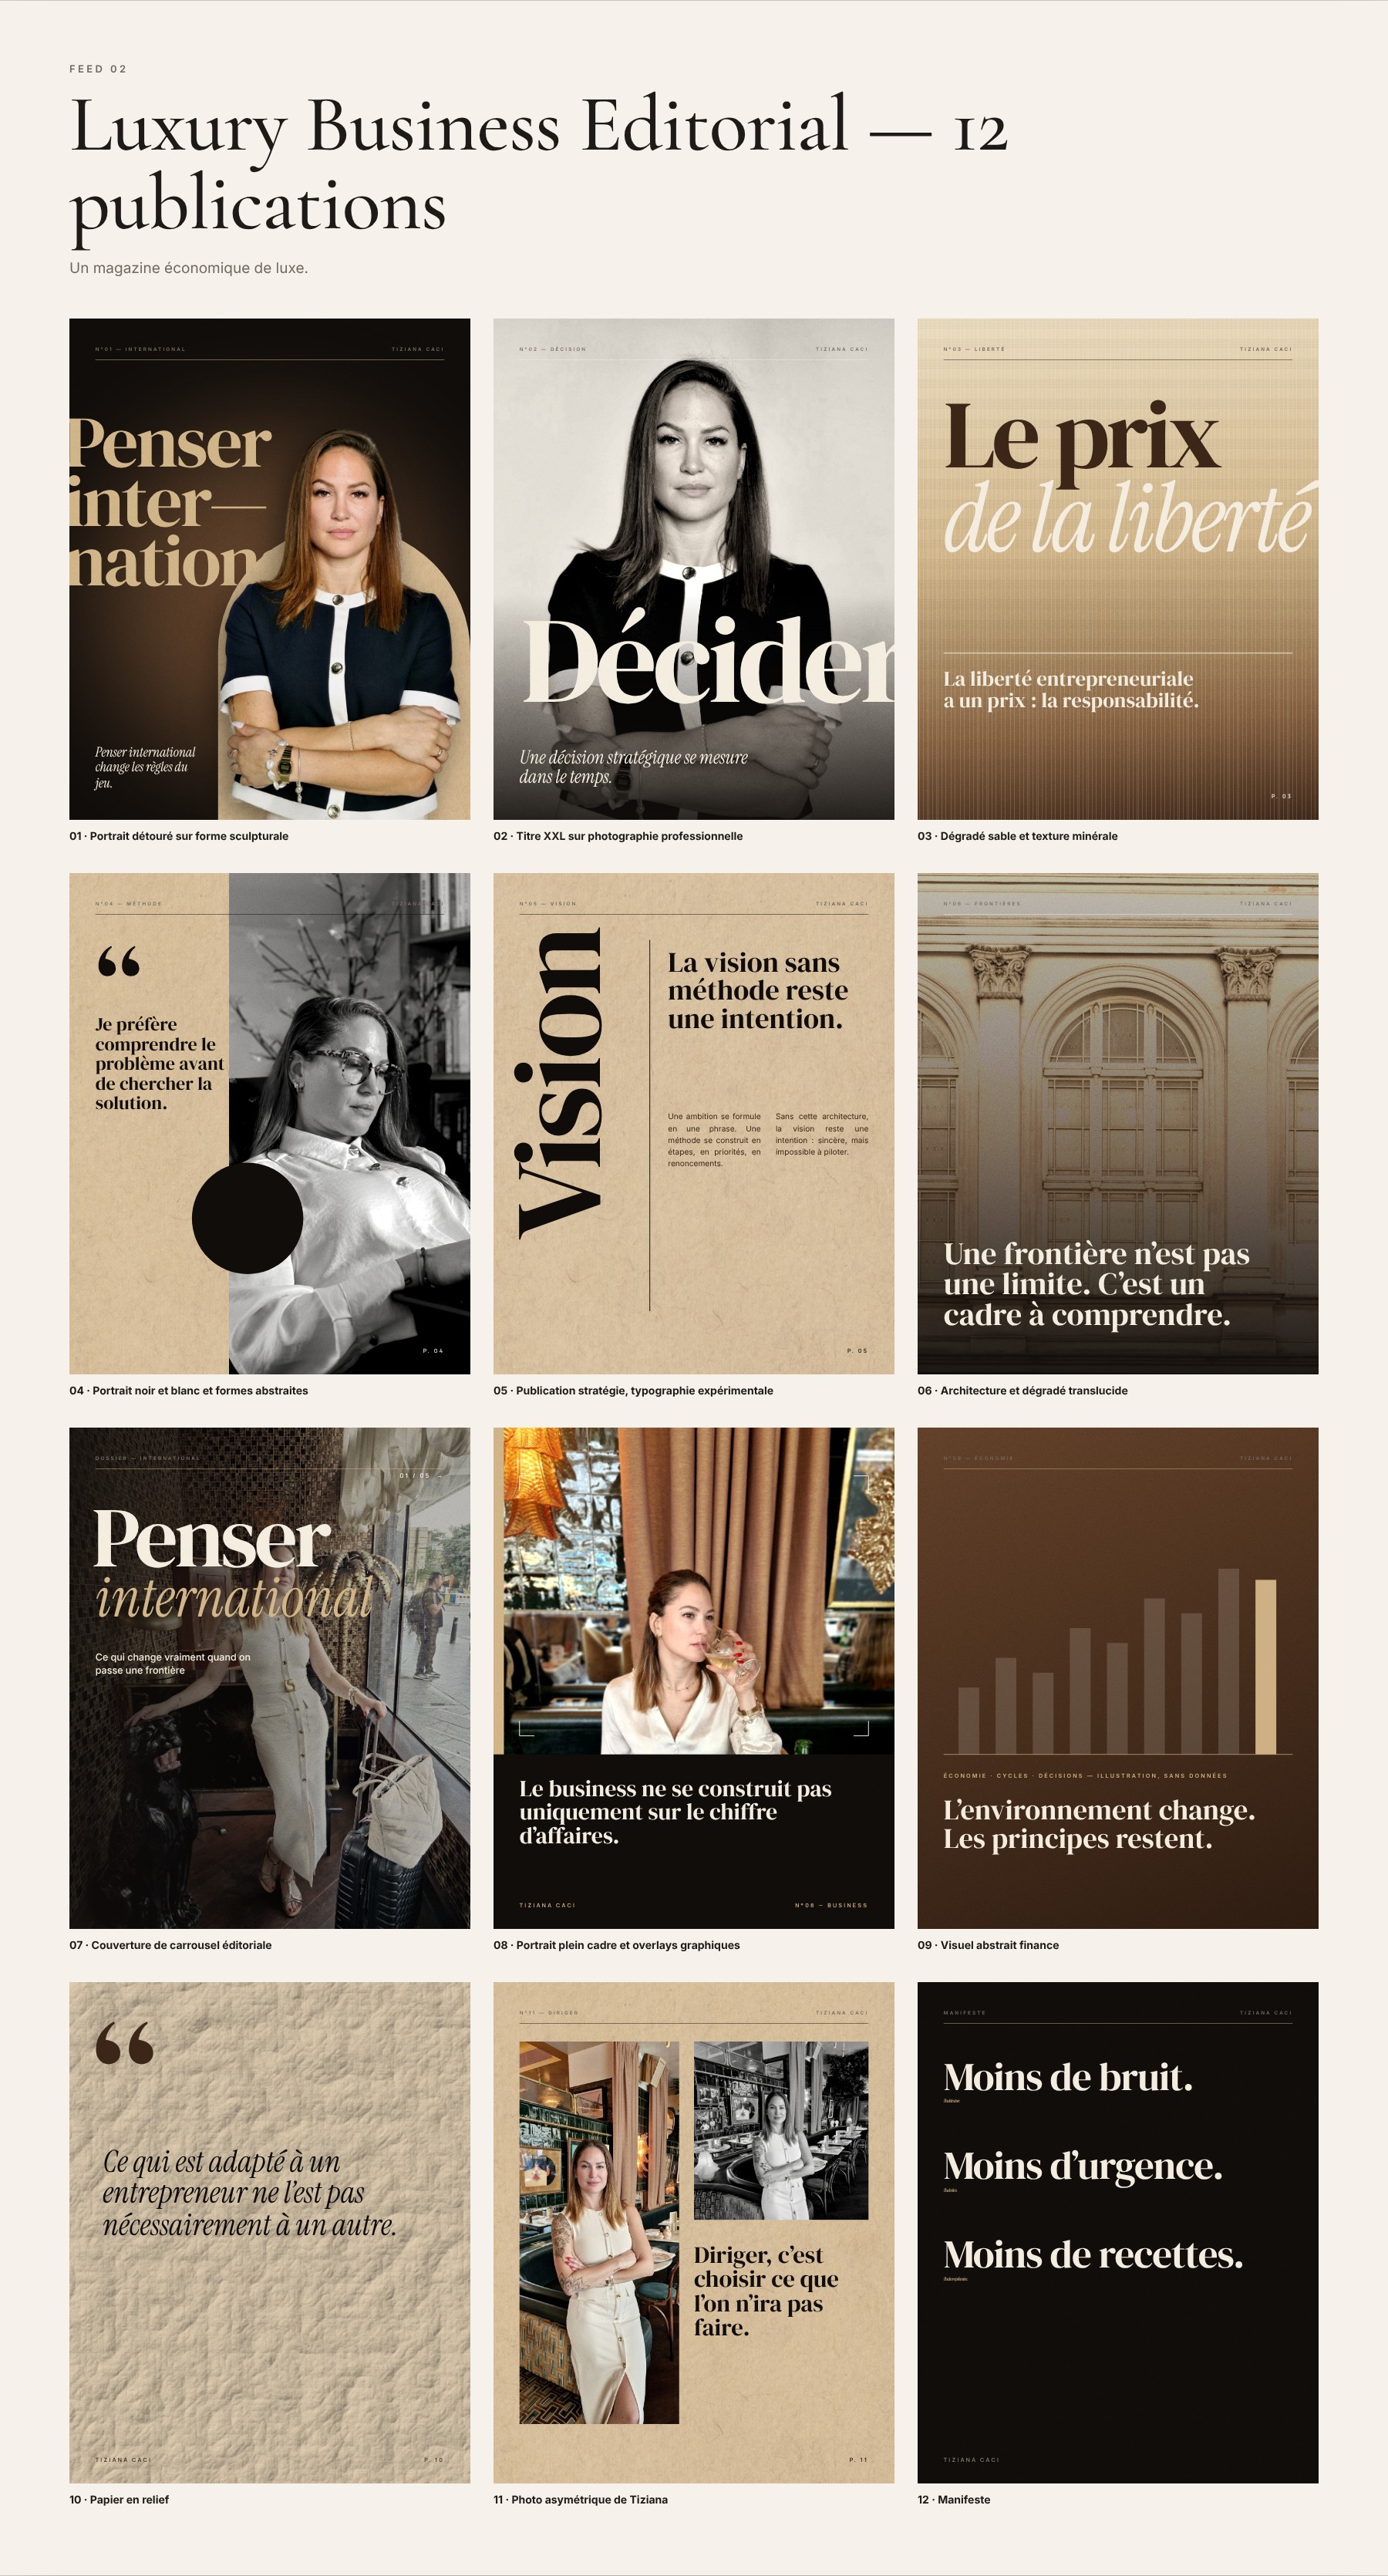 FEED 02
Luxury Business Editorial — 12
publications
Un magazine économique de luxe.
N°01 — INTERNATIONAL
TIZIANA CACI
Penser
inter—
nation
Penser international
change les règles du
jeu.
01 · Portrait détouré sur forme sculpturale
N°02 — DÉCISION
TIZIANA CACI
Décider
Une décision stratégique se mesure
dans le temps.
02 · Titre XXL sur photographie professionnelle
N°03 — LIBERTÉ
TIZIANA CACI
Le prix
de la liberté
La liberté entrepreneuriale
a un prix : la responsabilité.
P. 03
03 · Dégradé sable et texture minérale
N°04 — MÉTHODE
TIZIANA
“
Je préfère
comprendre le
problème avant
de chercher la
solution.
P. 04
04 · Portrait noir et blanc et formes abstraites
N°05 — VISION
TIZIANA CACI
Vision
La vision sans
méthode reste
une intention.
Une ambition se formule
en une phrase. Une
méthode se construit en
étapes, en priorités, en
renoncements.
Sans cette architecture,
la vision reste une
intention : sincère, mais
impossible à piloter.
P. 05
05 · Publication stratégie, typographie expérimentale
N°06 — FRONTIÈRES
TIZIANA CACI
Une frontière n’est pas
une limite. C’est un
cadre à comprendre.
06 · Architecture et dégradé translucide
DOSSIER — INTERNATIONAL
01 / 05 →
Penser
international
Ce qui change vraiment quand on
passe une frontière
07 · Couverture de carrousel éditoriale
Le business ne se construit pas
uniquement sur le chiffre
d’affaires.
TIZIANA CACI
N°08 — BUSINESS
08 · Portrait plein cadre et overlays graphiques
N°09 — ÉCONOMIE
TIZIANA CACI
ÉCONOMIE · CYCLES · DÉCISIONS — ILLUSTRATION, SANS DONNÉES
L’environnement change.
Les principes restent.
09 · Visuel abstrait finance
“
Ce qui est adapté à un
entrepreneur ne l’est pas
nécessairement à un autre.
TIZIANA CACI
P. 10
10 · Papier en relief
N°11 — DIRIGER
TIZIANA CACI
Diriger, c’est
choisir ce que
l’on n’ira pas
faire.
P. 11
11 · Photo asymétrique de Tiziana
MANIFESTE
TIZIANA CACI
Moins de bruit.
Moins d’urgence.
Moins de recettes.
TIZIANA CACI
12 · Manifeste